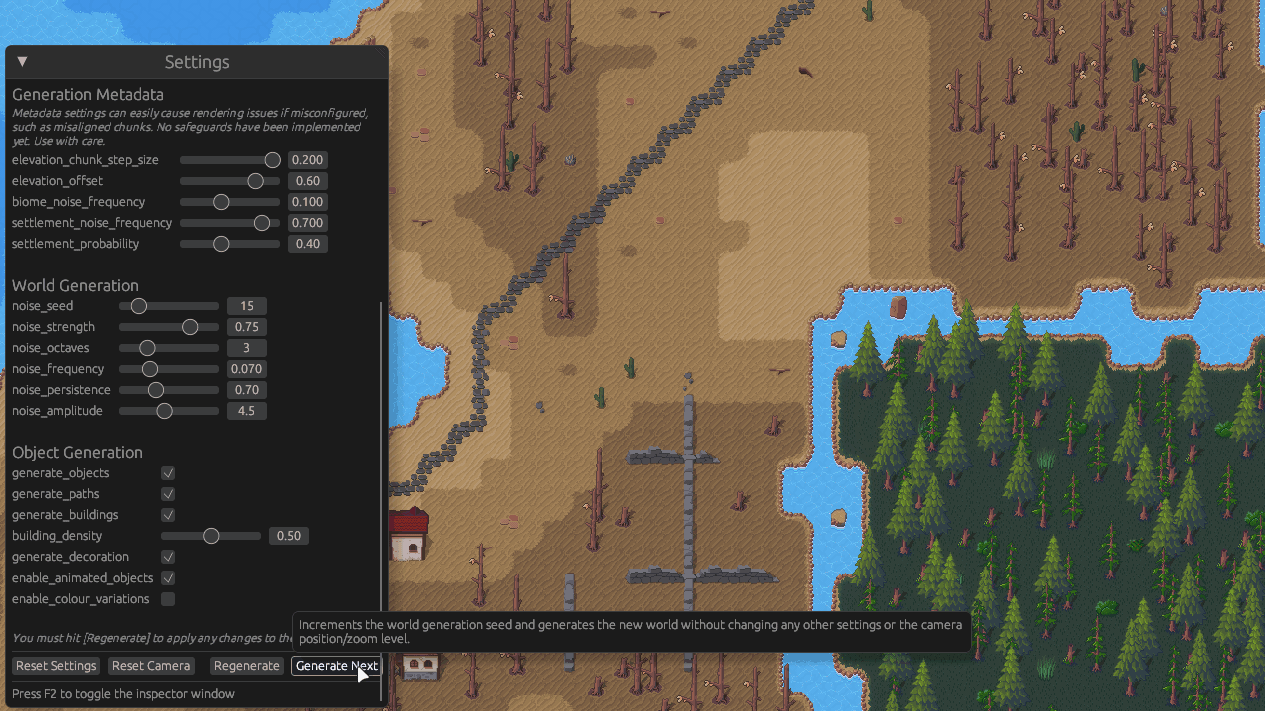 Settings
Generation Metadata
Metadata settings can easily cause rendering issues if misconfigured,
such as misaligned chunks. No safeguards have been implemented
yet. Use with care.
elevation_chunk_step_size 0.200
elevation_offset 0.60
biome_noise_frequency 0.100
settlement_noise_frequency 0.700
settlement_probability 0.40
World Generation
noise_seed 15
noise_strength 0.75
noise_octaves 3
noise_frequency 0.070
noise_persistence 0.70
noise_amplitude 4.5
Object Generation
generate_objects
generate_paths
generate_buildings
building_density 0.50
generate_decoration
enable_animated_objects
enable_colour_variations
You must hit [Regenerate] to apply any changes to the
Increments the world generation seed and generates the new world without changing any other settings or the camera
position/zoom level.
Reset Settings Reset Camera Regenerate Generate Next
Press F2 to toggle the inspector window